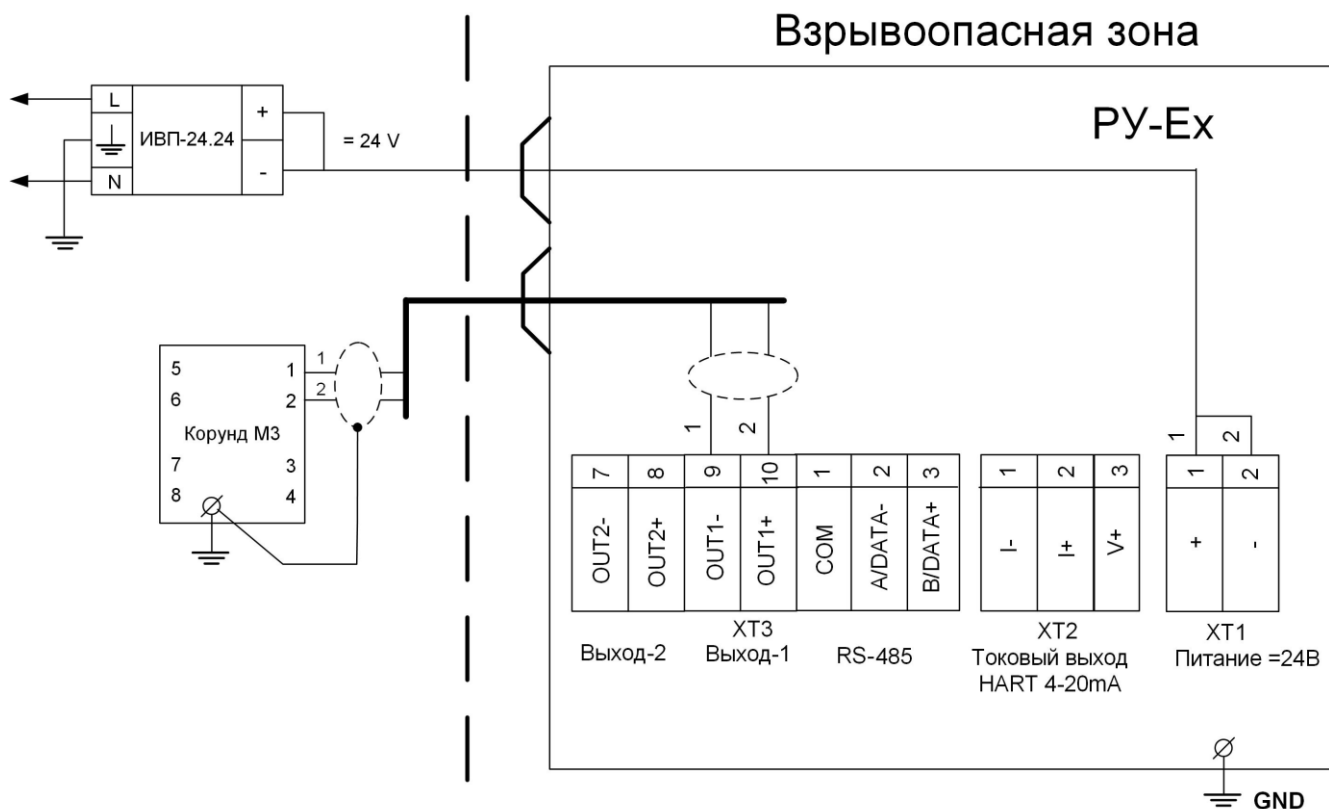 Взрывоопасная зона
РУ-Ех
L
ИВП-24.24
+
= 24 V
-
N
5
1
1
6
2
2
Корунд М3
7
3
8
4
1
2
1
2
7
8
9
10
1
2
3
1
2
3
1
2
OUT2-
OUT2+
OUT1-
OUT1+
COM
A/DATA-
B/DATA+
I-
I+
V+
+
-
Выход-2
XT3
Выход-1
RS-485
XT2
Токовый выход
HART 4-20mA
XT1
Питание =24В
GND